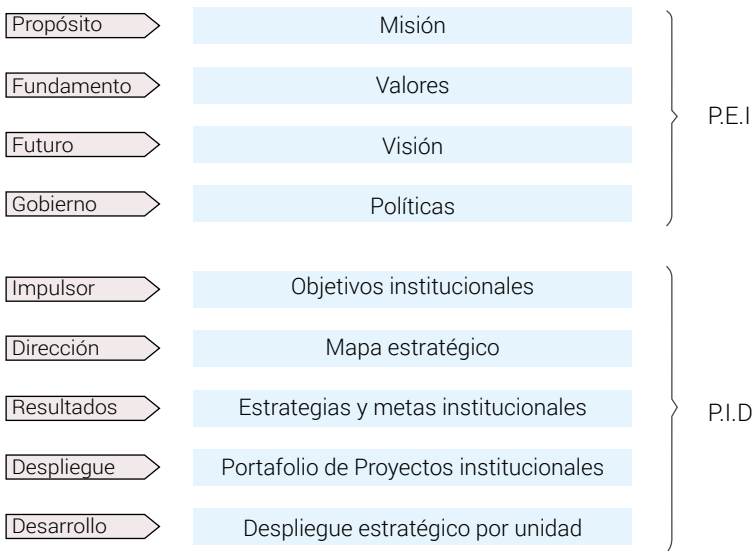 Propósito
Misión
Fundamento
Valores
Futuro
Visión
Gobierno
Políticas
P.E.I
Impulsor
Objetivos institucionales
Dirección
Mapa estratégico
Resultados
Estrategias y metas institucionales
Despliegue
Portafolio de Proyectos institucionales
Desarrollo
Despliegue estratégico por unidad
P.I.D